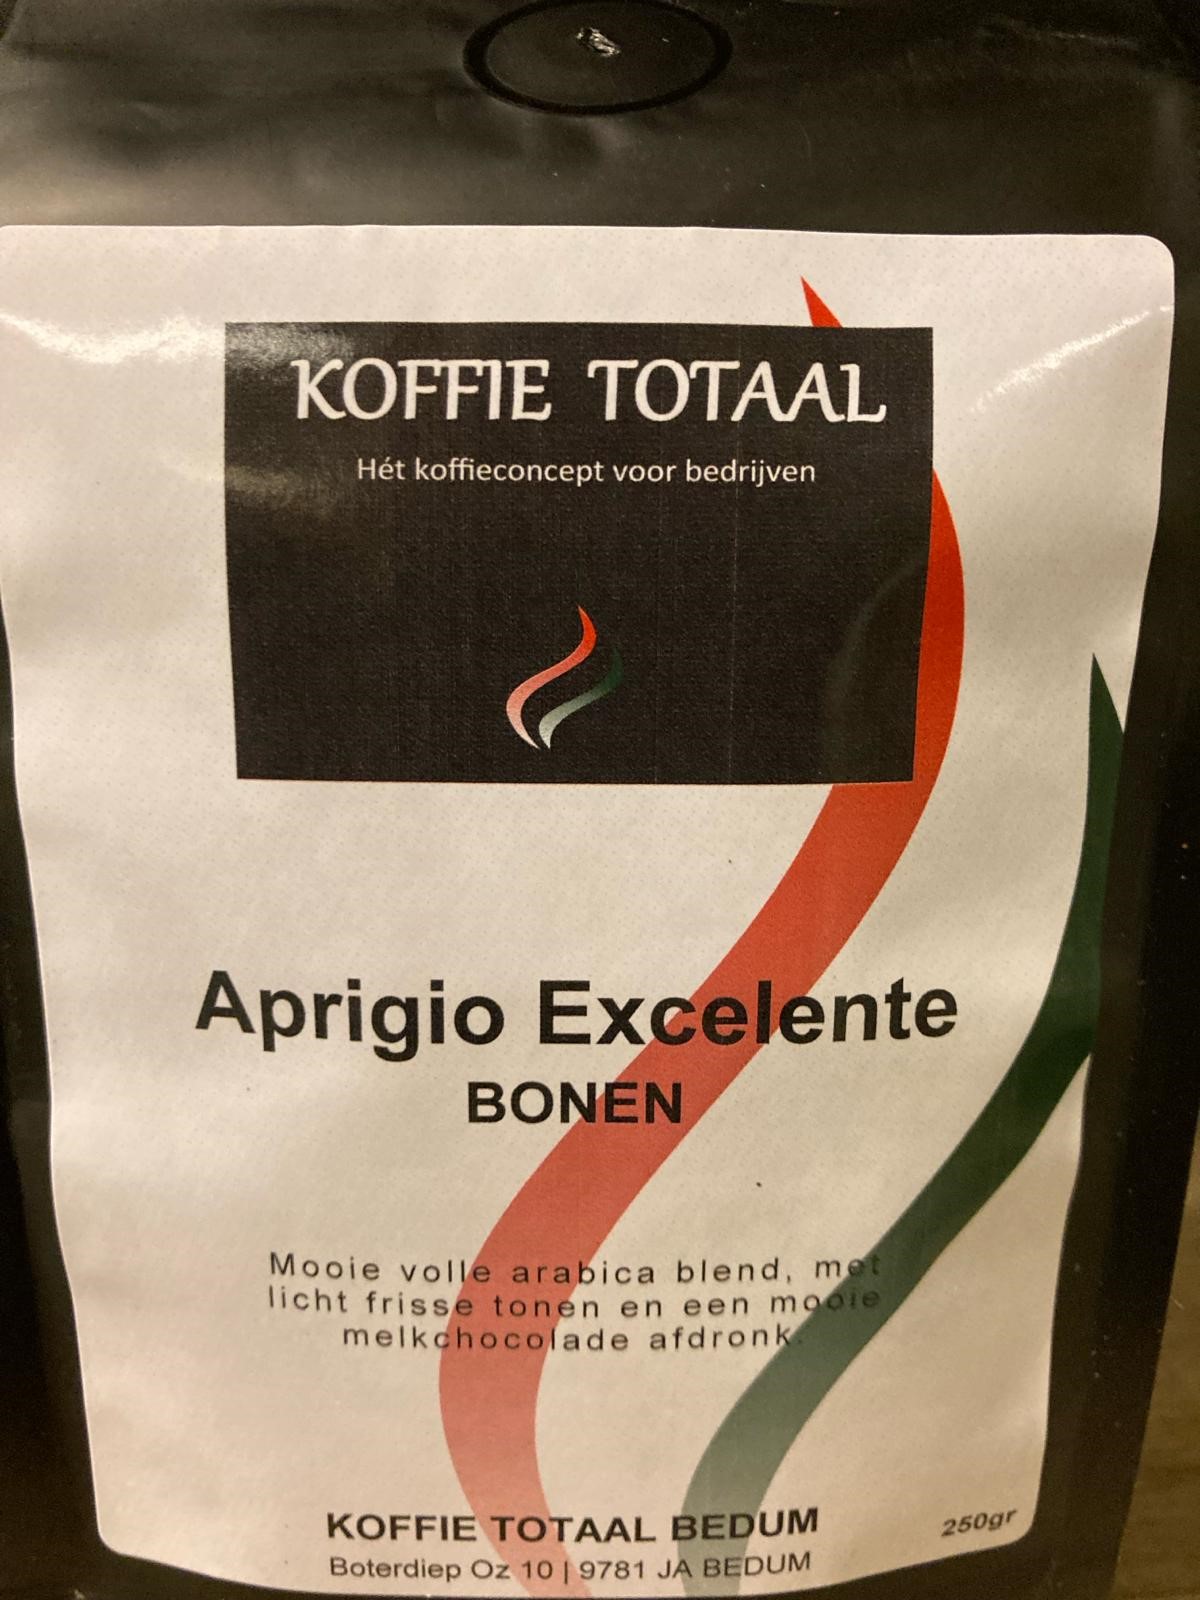 KOFFIE TOTAAL
Hét koffieconcept voor bedrijven
Aprigio Excelente
BONEN
Mooie volle arabica blend, met
licht frisse tonen en een mooie
melkchocolade afdronk.
KOFFIE TOTAAL BEDUM
250gr
Boterdiep Oz 10 | 9781 JA BEDUM